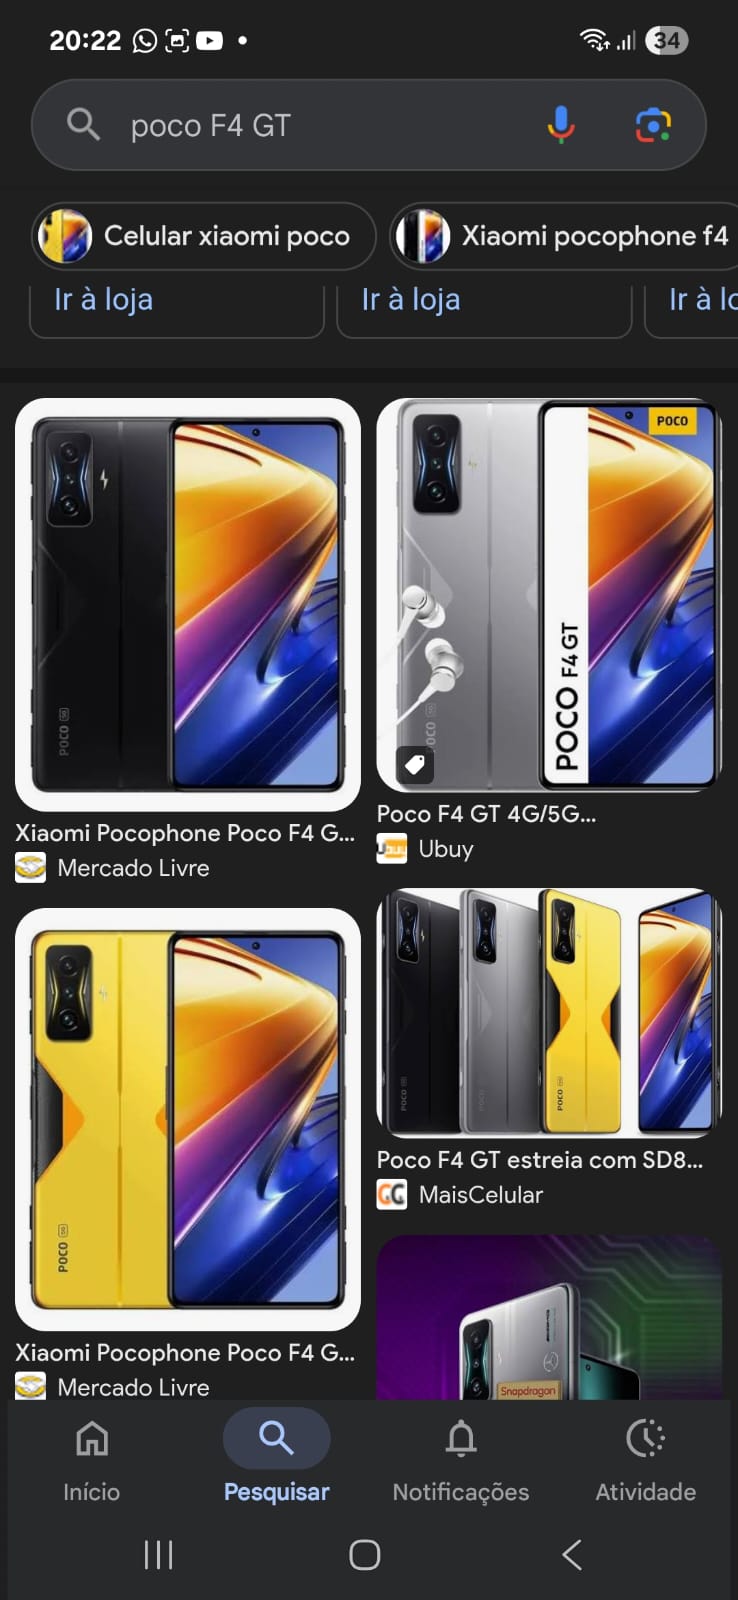 20:22
34
poco F4 GT
Celular xiaomi poco
Xiaomi pocophone f4
Ir à loja
Ir à loja
Ir à lo
POCO
POCO F4 GT
POCO 5G
POCO
Xiaomi Pocophone Poco F4 G...
Mercado Livre
Poco F4 GT 4G/5G...
Ubuy
POCO
POCO
POCO
POCO
Poco F4 GT estreia com SD8...
MaisCelular
Xiaomi Pocophone Poco F4 G...
Mercado Livre
Snapdragon
Início
Pesquisar
Notificações
Atividade